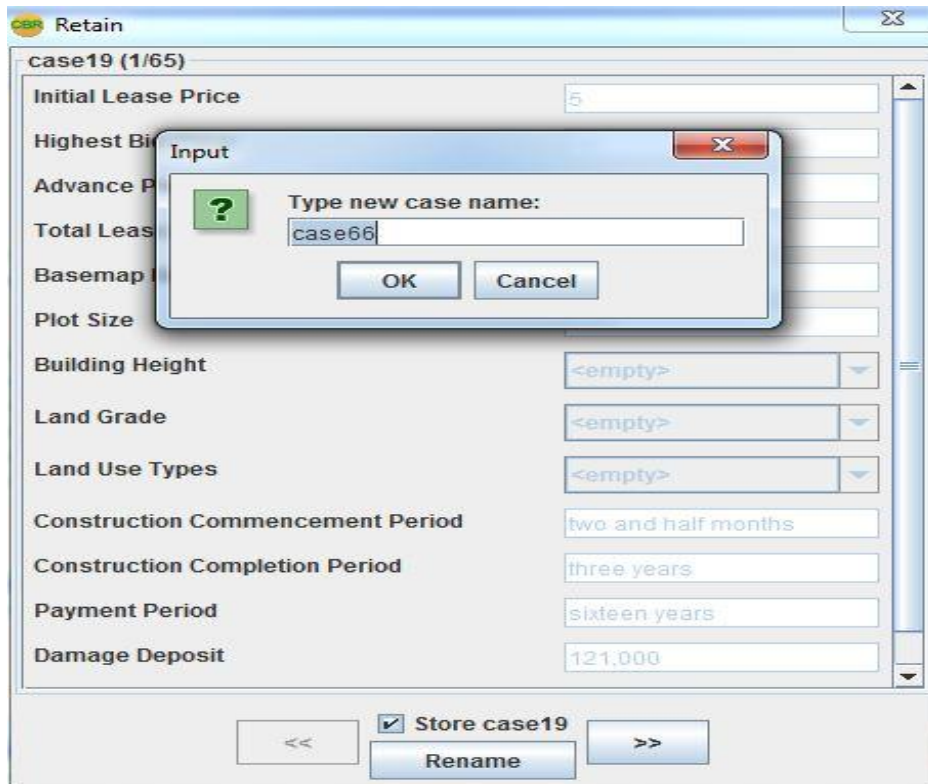 CBR Retain
case19 (1/65)
Initial Lease Price 5
Highest Bi
Input
Advance P
Type new case name:
?
Total Leas
case66
Basemap
OK Cancel
Plot Size
Building Height <empty>
Land Grade <empty>
Land Use Types <empty>
Construction Commencement Period two and half months
Construction Completion Period three years
Payment Period sixteen years
Damage Deposit 121,000
<< Store case19 >>
Rename